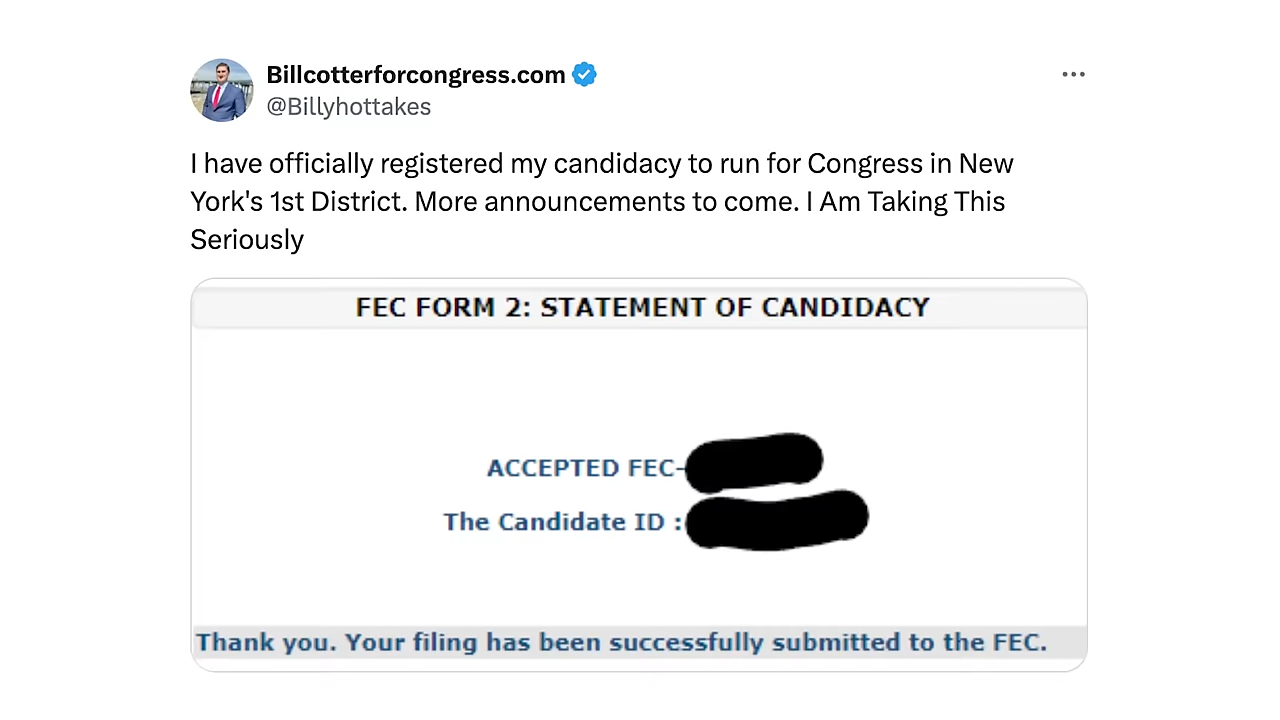 Billcotterforcongress.com
@Billyhottakes
I have officially registered my candidacy to run for Congress in New
York's 1st District. More announcements to come. I Am Taking This
Seriously
FEC FORM 2: STATEMENT OF CANDIDACY
ACCEPTED FEC-
The Candidate ID :
Thank you. Your filing has been successfully submitted to the FEC.